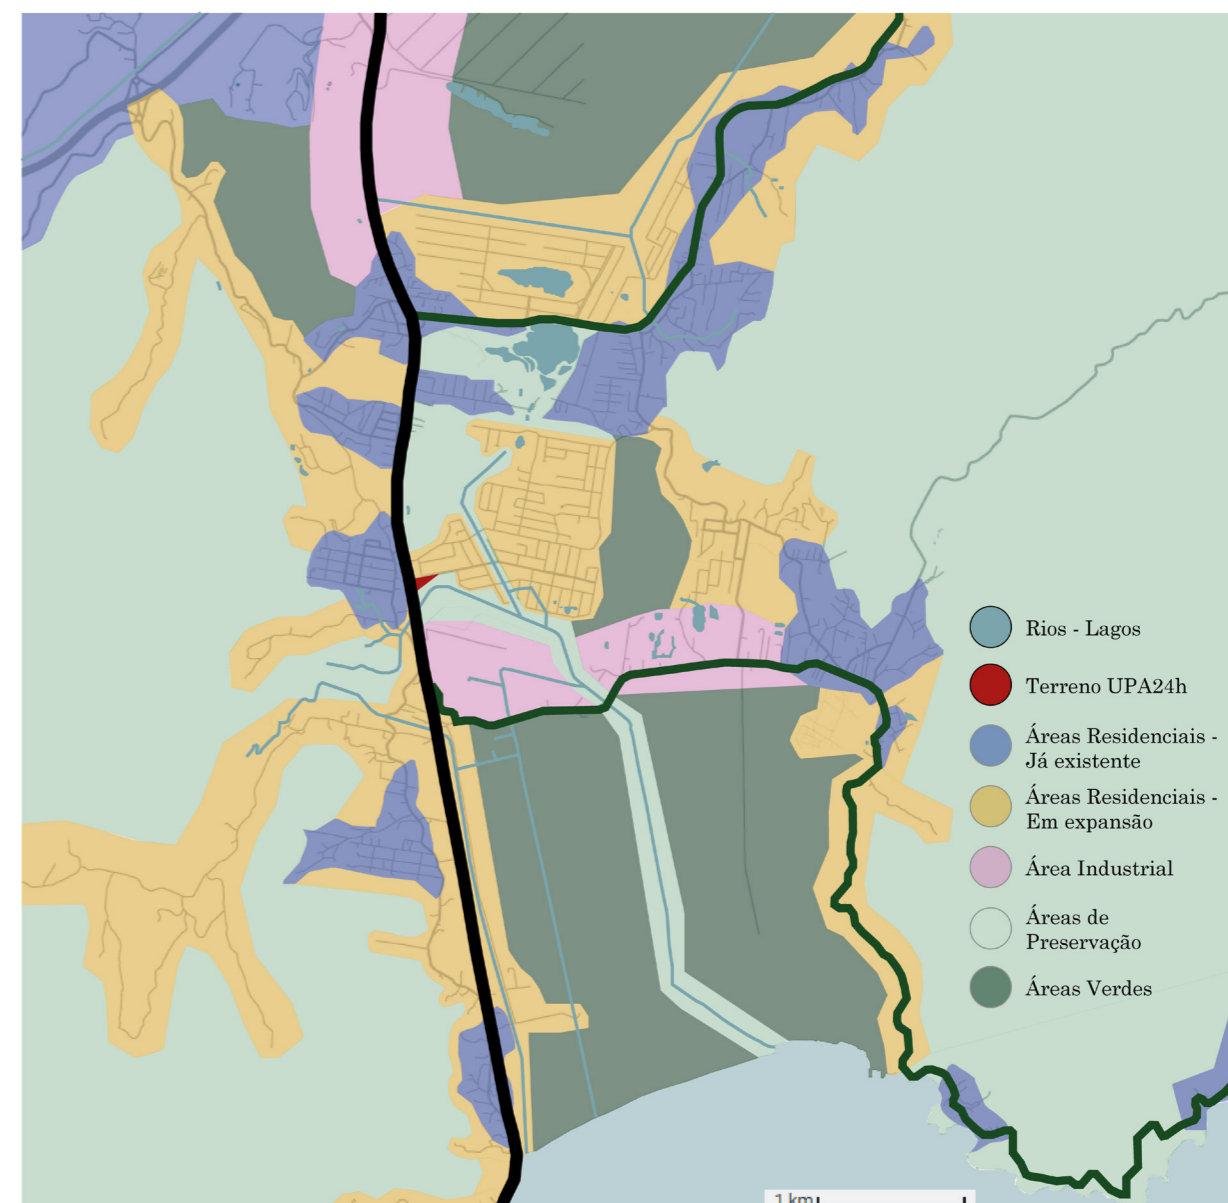 Rios - Lagos
Terreno UPA24h
Áreas Residenciais -
Já existente
Áreas Residenciais -
Em expansão
Área Industrial
Áreas de
Preservação
Áreas Verdes
1 km